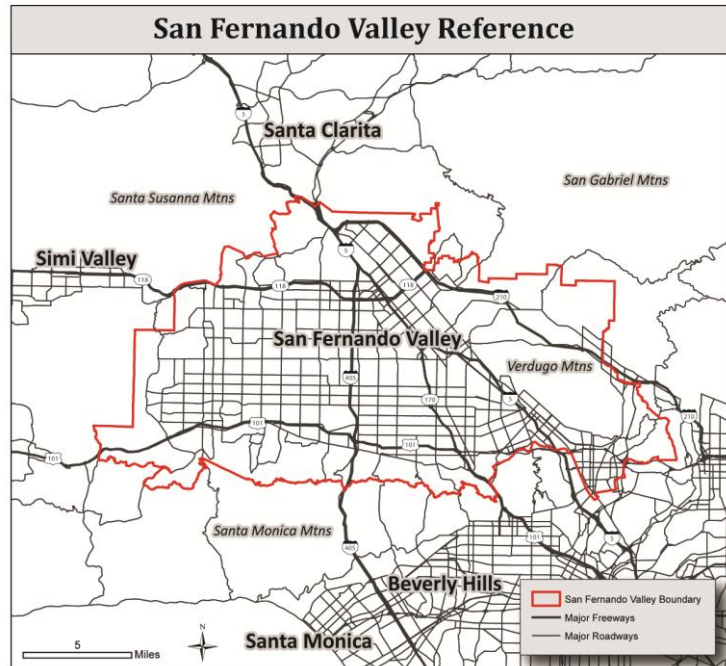 San Fernando Valley Reference
5
Santa Clarita
San Gabriel Mtns
Santa Susanna Mtns
5
Simi Valley
118
118
118
118
210
San Fernando Valley
Verdugo Mtns
405
170
5
210
101
101
101
Santa Monica Mtns
101
5
405
Beverly Hills
San Fernando Valley Boundary
Major Freeways
Major Roadways
N
5
Miles
Santa Monica